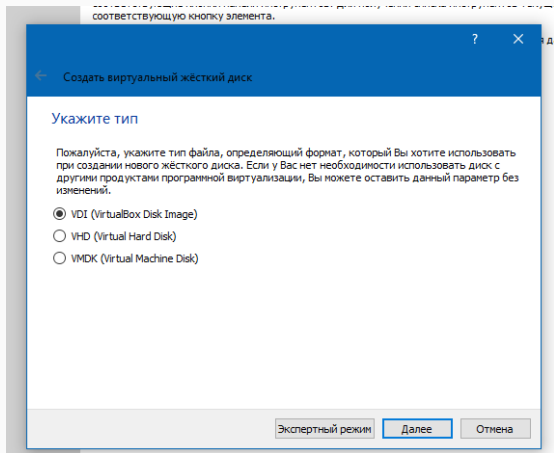 соответствующую кнопку элемента.
?
Создать виртуальный жёсткий диск
Укажите тип
Пожалуйста, укажите тип файла, определяющий формат, который Вы хотите использовать
при создании нового жёсткого диска. Если у Вас нет необходимости использовать диск с
другими продуктами программной виртуализации, Вы можете оставить данный параметр без
изменений.
VDI (VirtualBox Disk Image)
VHD (Virtual Hard Disk)
VMDK (Virtual Machine Disk)
Экспертный режим Далее Отмена